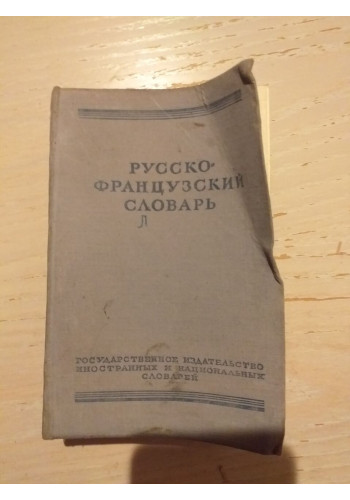 РУССКО-
ФРАНЦУЗСКИЙ
СЛОВАРЬ
Л
ГОСУДАРСТВЕННОЕ ИЗДАТЕЛЬСТВО
ИНОСТРАННЫХ И НАЦИОНАЛЬНЫХ
СЛОВАРЕЙ